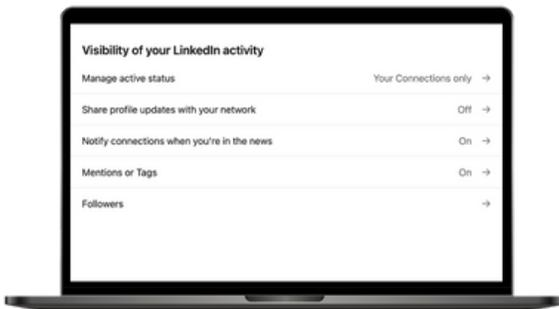 Visibility of your LinkedIn activity
Manage active status Your Connections only →
Share profile updates with your network Off →
Notify connections when you're in the news On →
Mentions or Tags On →
Followers →